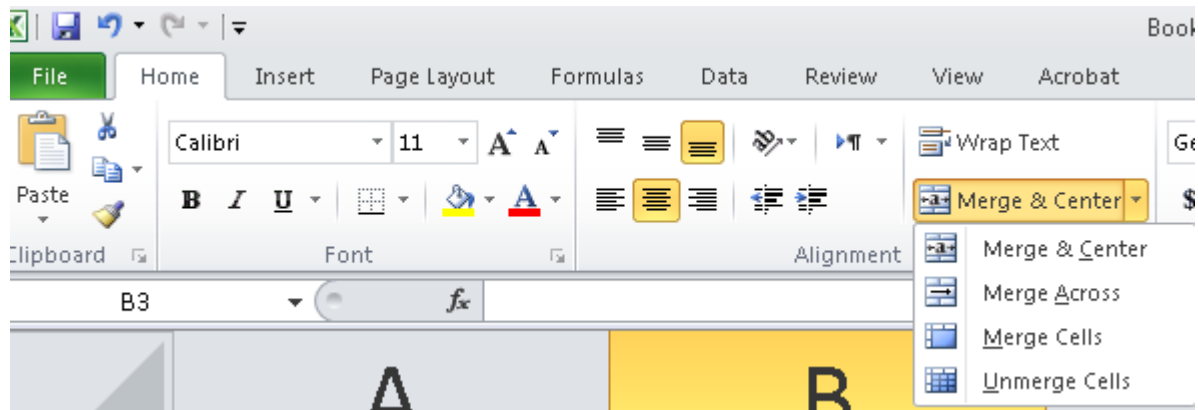 Book
File Home Insert Page Layout Formulas Data Review View Acrobat
Calibri 11 A A Wrap Text Ge
Paste B I U A Merge & Center $
Clipboard Font Alignment
Merge & Center
Merge Across
Merge Cells
Unmerge Cells
B3 fx
A B